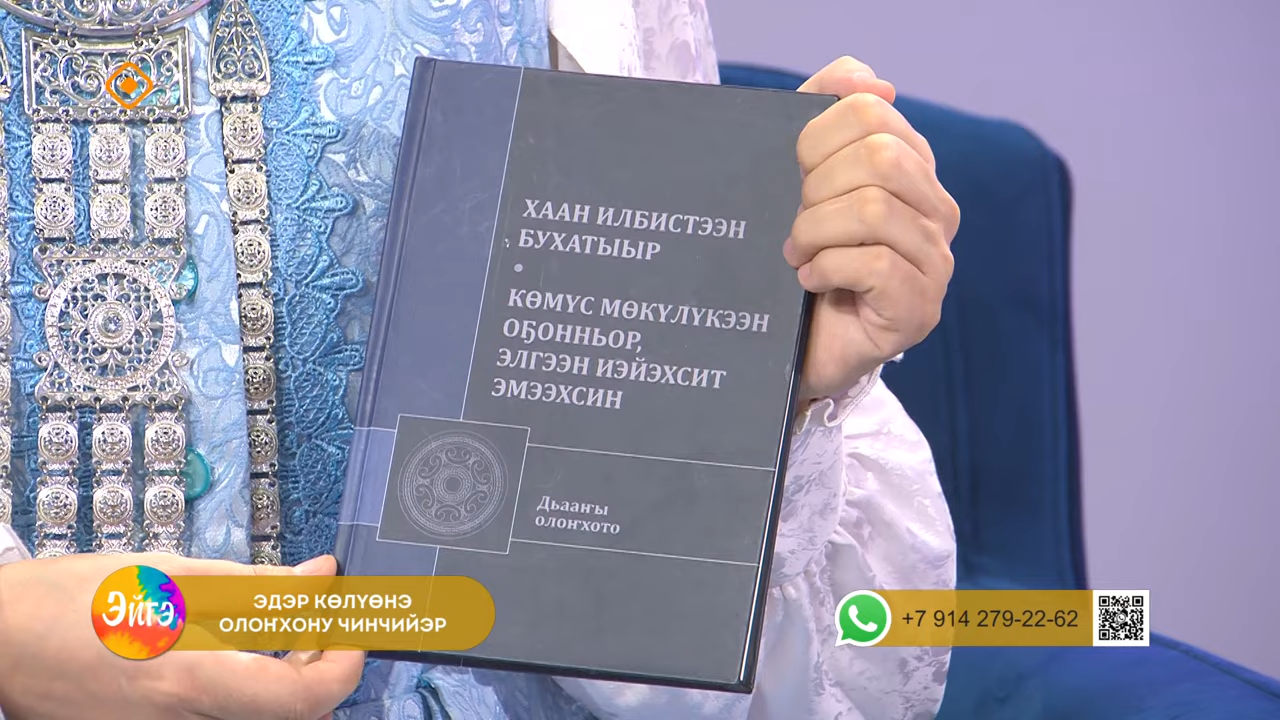 ХААН ИЛБИСТЭЭН
БУХАТЫЫР
•
КӨМҮС МӨКҮЛҮКЭЭН
ОҔОННЬОР,
ЭЛГЭЭН ИЭЙЭХСИТ
ЭМЭЭХСИН
Дьааҥы
олоҥхото
Эйгэ
ЭДЭР КӨЛҮӨНЭ
ОЛОҤХОНУ ЧИНЧИЙЭР
+7 914 279-22-62